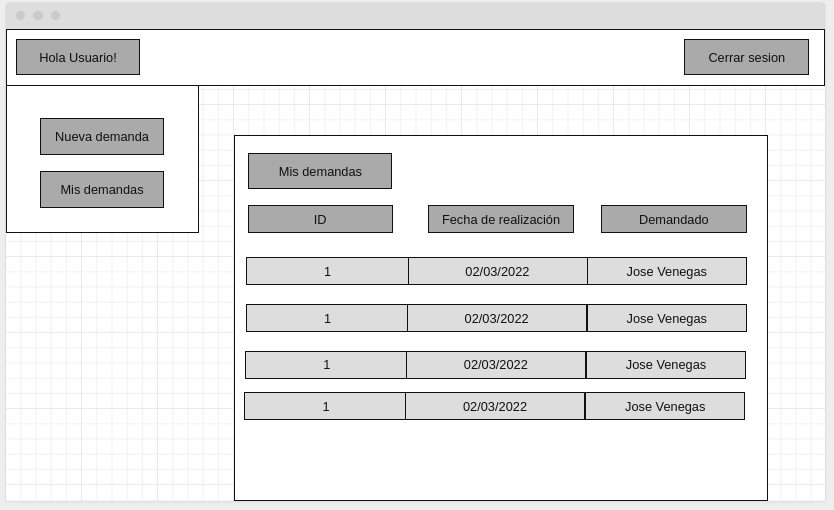 Hola Usuario!
Cerrar sesion
Nueva demanda
Mis demandas
Mis demandas
ID Fecha de realización Demandado
1 02/03/2022 Jose Venegas
1 02/03/2022 Jose Venegas
1 02/03/2022 Jose Venegas
1 02/03/2022 Jose Venegas